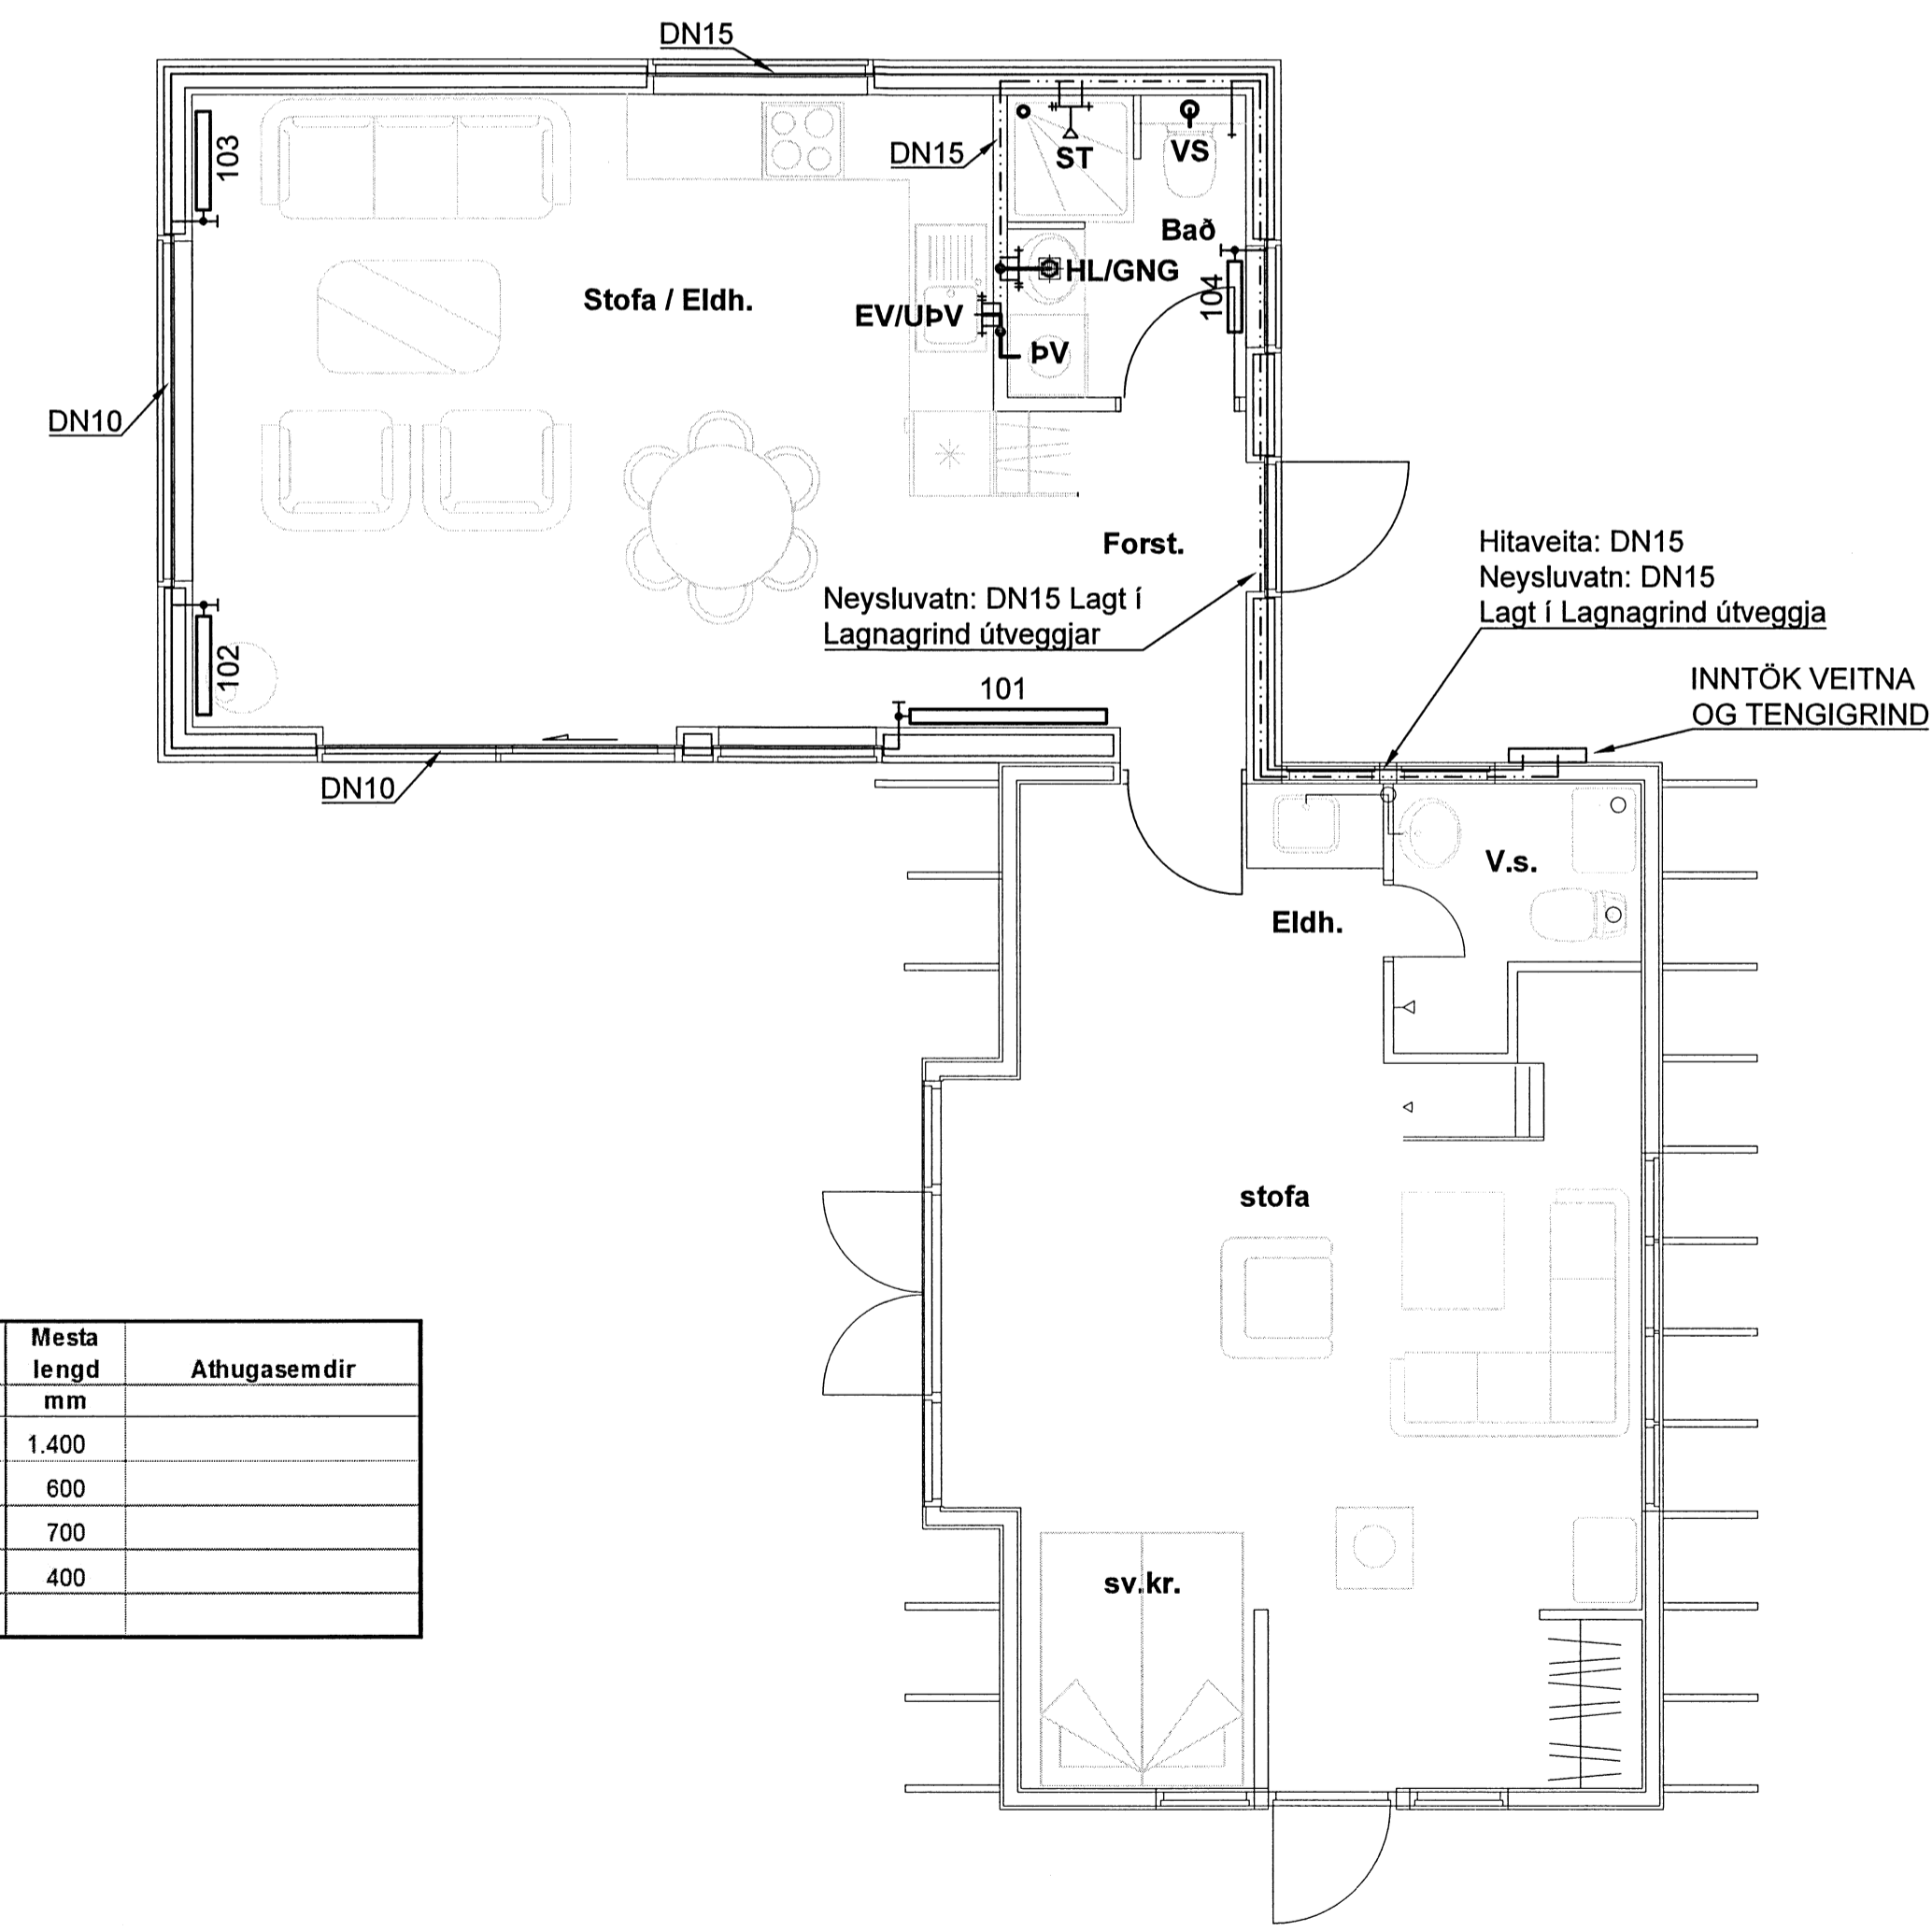 DN15
103
DN15
ST
VS
Bað
HL/GNG
104
Stofa / Eldh.
EV/UÞV
ÞV
DN10
Forst.
Hitaveita: DN15
Neysluvatn: DN15
Lagt í Lagnagrind útveggja
Neysluvatn: DN15 Lagt í
Lagnagrind útveggjar
102
101
INNTÖK VEITNA
OG TENGIGRIND
DN10
V.s.
Eldh.
stofa
sv.kr.
Mesta
lengd Athugasemdir
mm
1.400
600
700
400